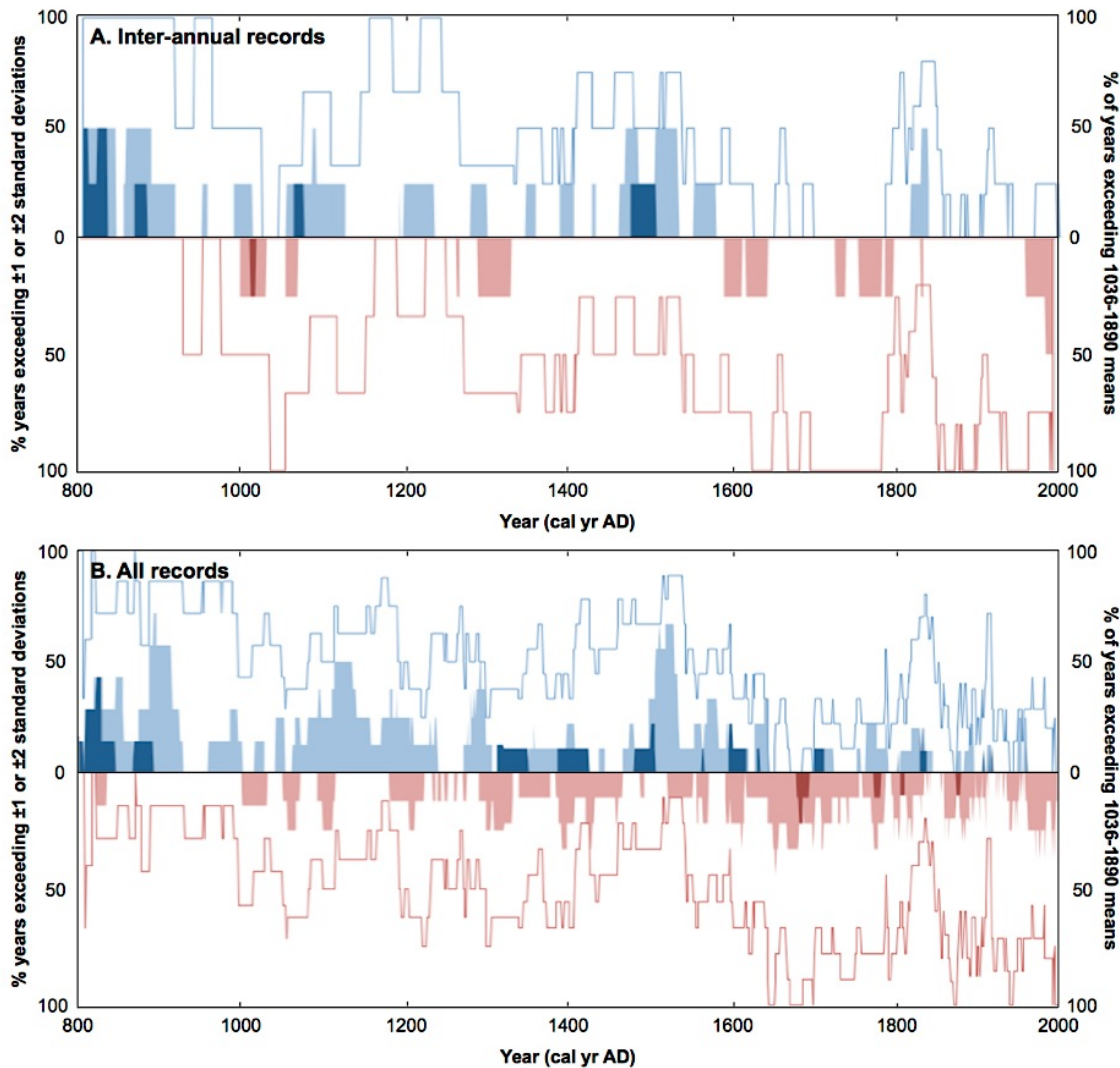 A. Inter-annual records
% years exceeding ±1 or ±2 standard deviations
100
50
0
50
100
100
50
0
50
100
% of years exceeding 1036-1890 means
800 1000 1200 1400 1600 1800 2000
Year (cal yr AD)
B. All records
% years exceeding ±1 or ±2 standard deviations
100
50
0
50
100
100
50
0
50
100
% of years exceeding 1036-1890 means
800 1000 1200 1400 1600 1800 2000
Year (cal yr AD)